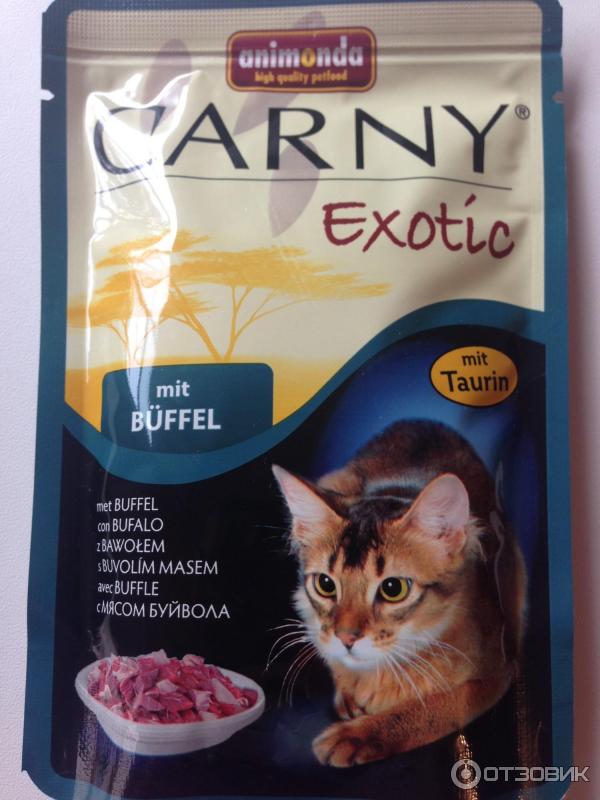 animonda
high quality petfood
CARNY®
Exotic
mit
Taurin
mit
BÜFFEL
met BUFFEL
con BUFALO
z BAWOŁEM
s BUVOLÍM MASEM
avec BUFFLE
с МЯСОМ БУЙВОЛА
ОТЗОВИК